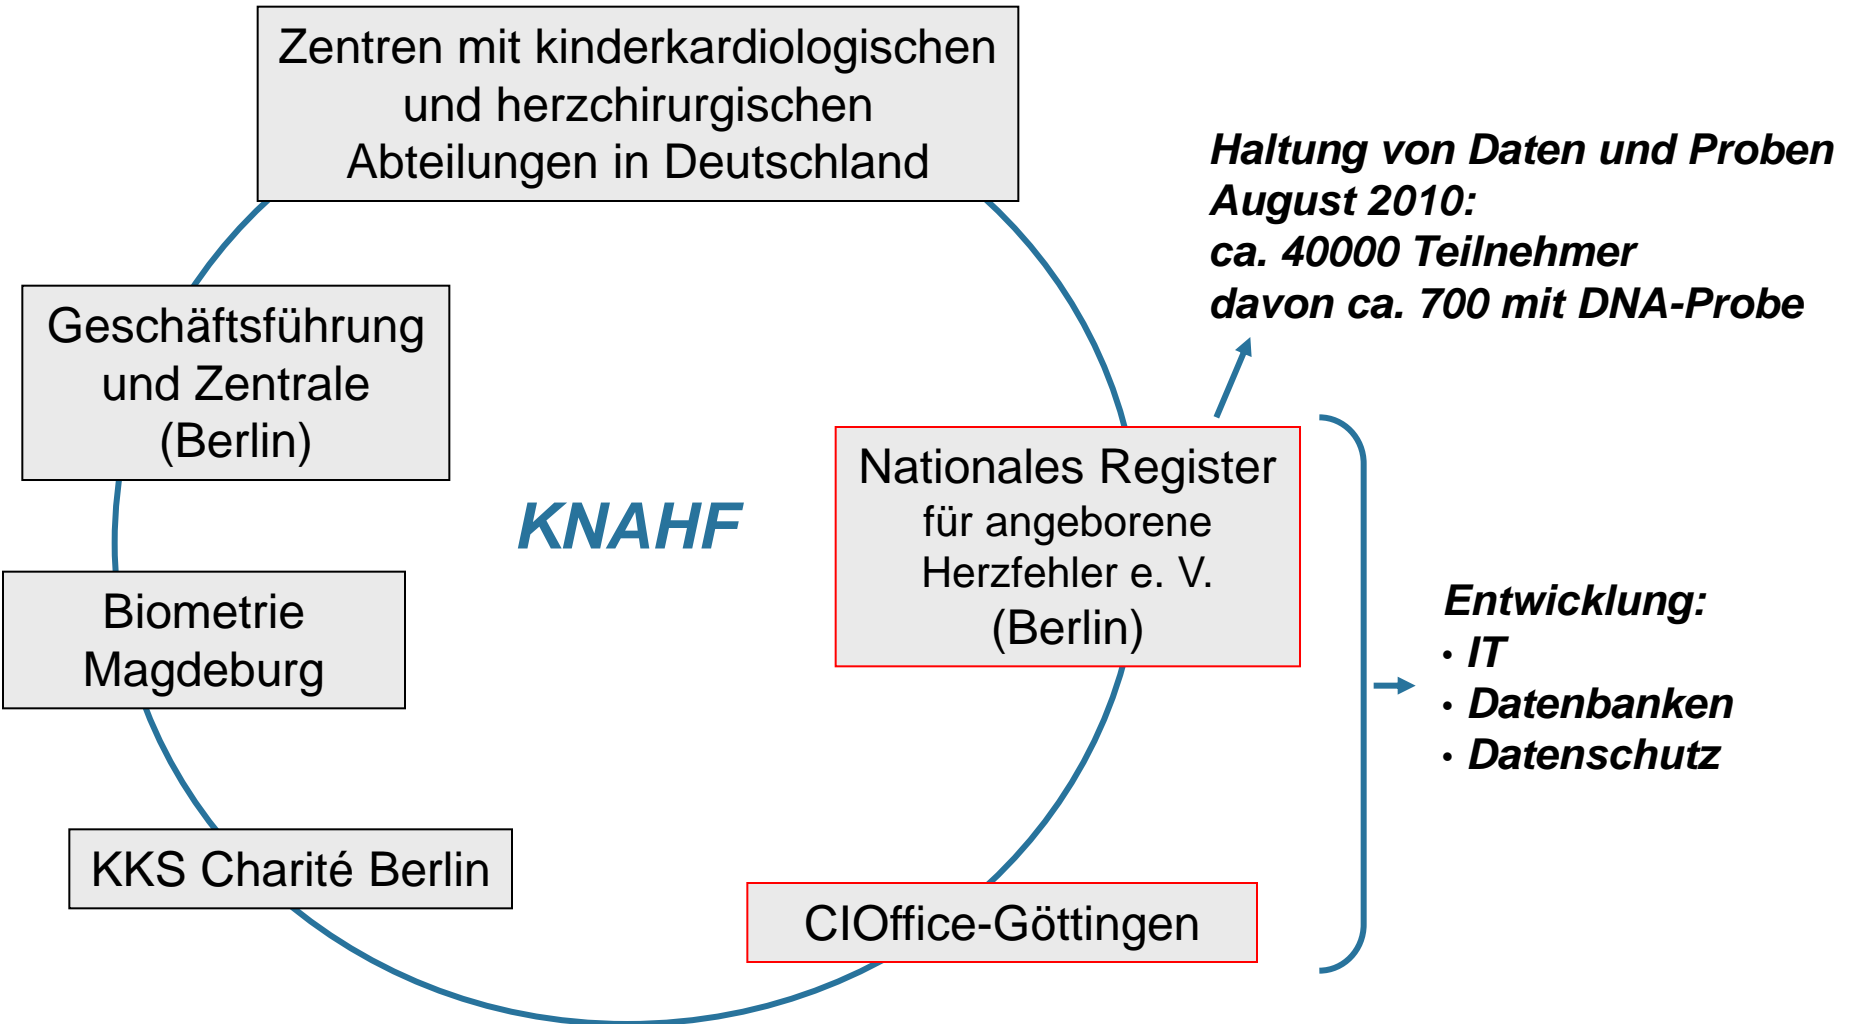 Zentren mit kinderkardiologischen
und herzchirurgischen
Abteilungen in Deutschland
Haltung von Daten und Proben
August 2010:
ca. 40000 Teilnehmer
davon ca. 700 mit DNA-Probe
Geschäftsführung
und Zentrale
(Berlin)
KNAHF
Nationales Register
für angeborene
Herzfehler e. V.
(Berlin)
Biometrie
Magdeburg
Entwicklung:
• IT
• Datenbanken
• Datenschutz
KKS Charité Berlin
CIOffice-Göttingen